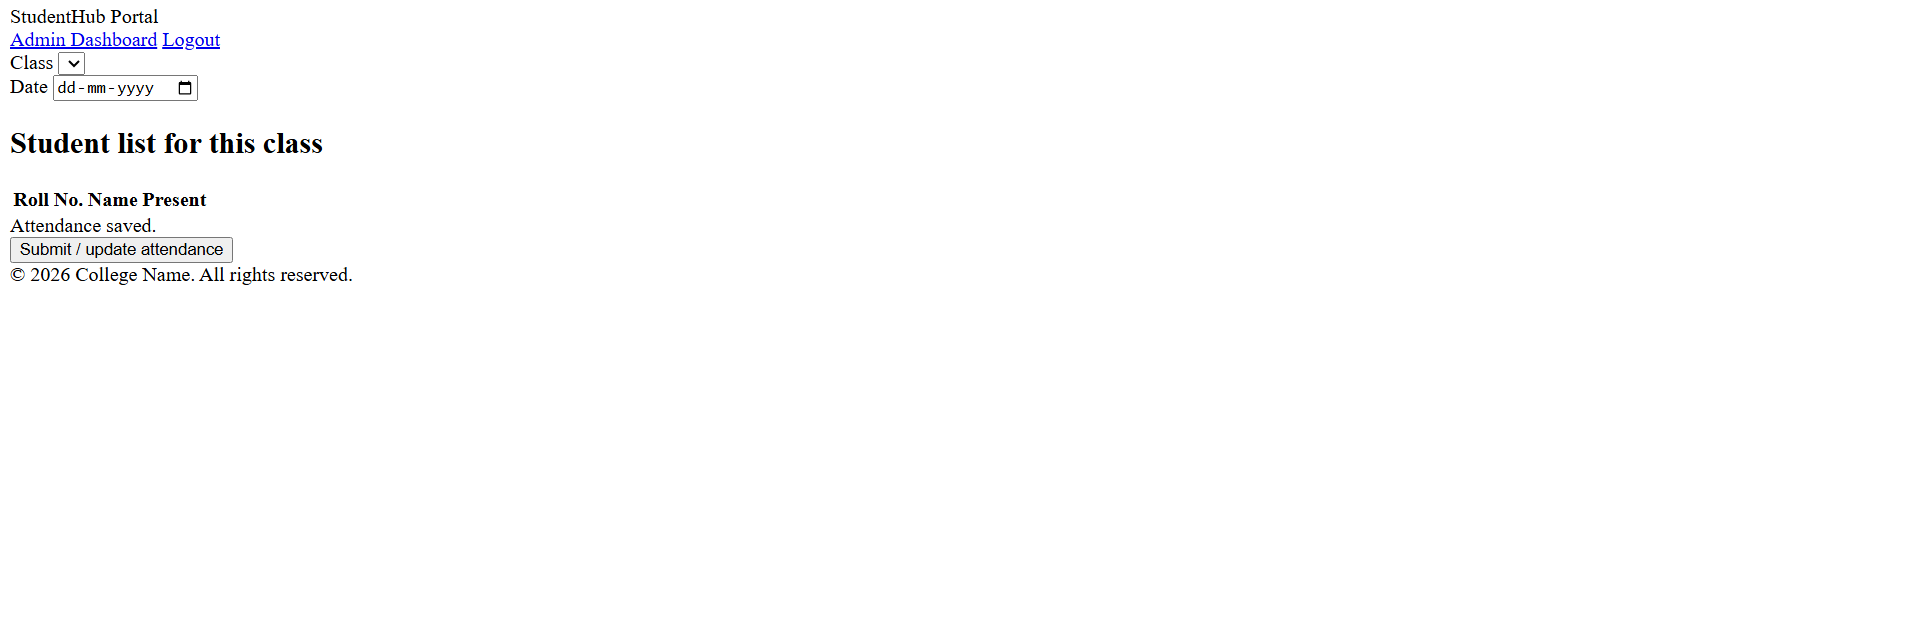 StudentHub Portal
Admin Dashboard Logout
Class
Date dd-mm-yyyy
Student list for this class
Roll No. Name Present
Attendance saved.
Submit / update attendance
© 2026 College Name. All rights reserved.